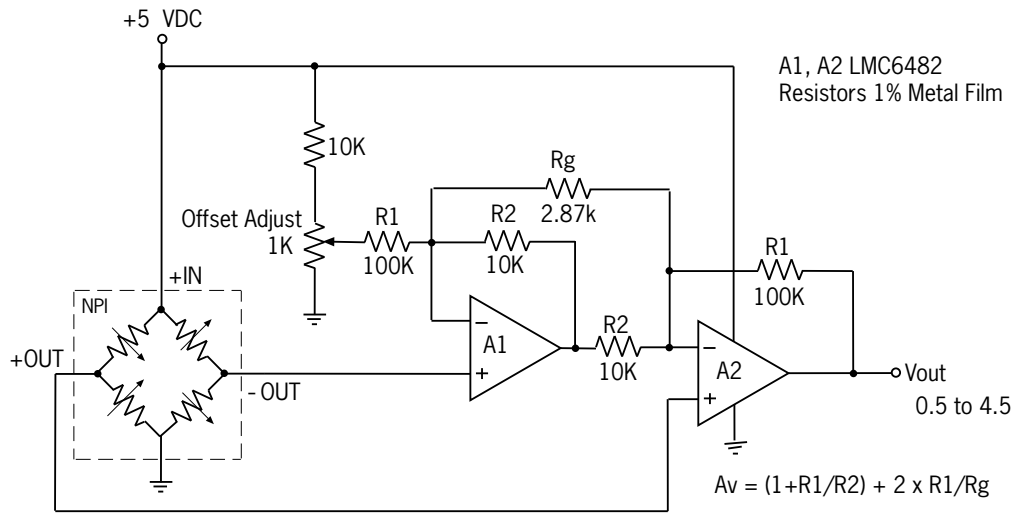 +5 VDC
A1, A2 LMC6482
Resistors 1% Metal Film
10K
Rg
2.87k
Offset Adjust
1K
R1
100K
R2
10K
R1
100K
+IN
NPI
+OUT
-OUT
−
A1
+
R2
10K
−
A2
+
Vout
0.5 to 4.5
Av = (1+R1/R2) + 2 x R1/Rg